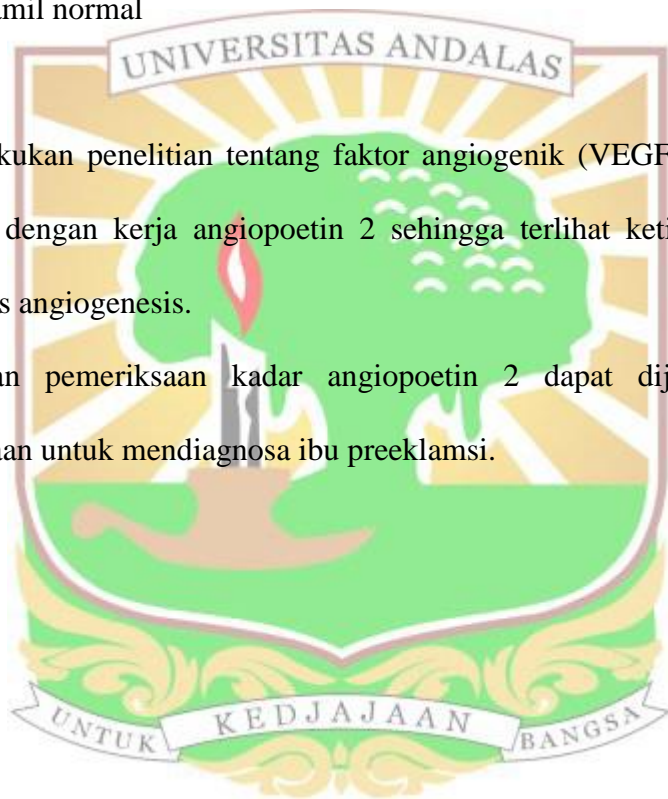 amil normal
UNIVERSITAS ANDALAS
kukan penelitian tentang faktor angiogenik (VEGF
dengan kerja angiopoetin 2 sehingga terlihat keti
s angiogenesis.
an pemeriksaan kadar angiopoetin 2 dapat dij
aan untuk mendiagnosa ibu preeklamsi.
UNTUK KEDJAJAAN BANGSA